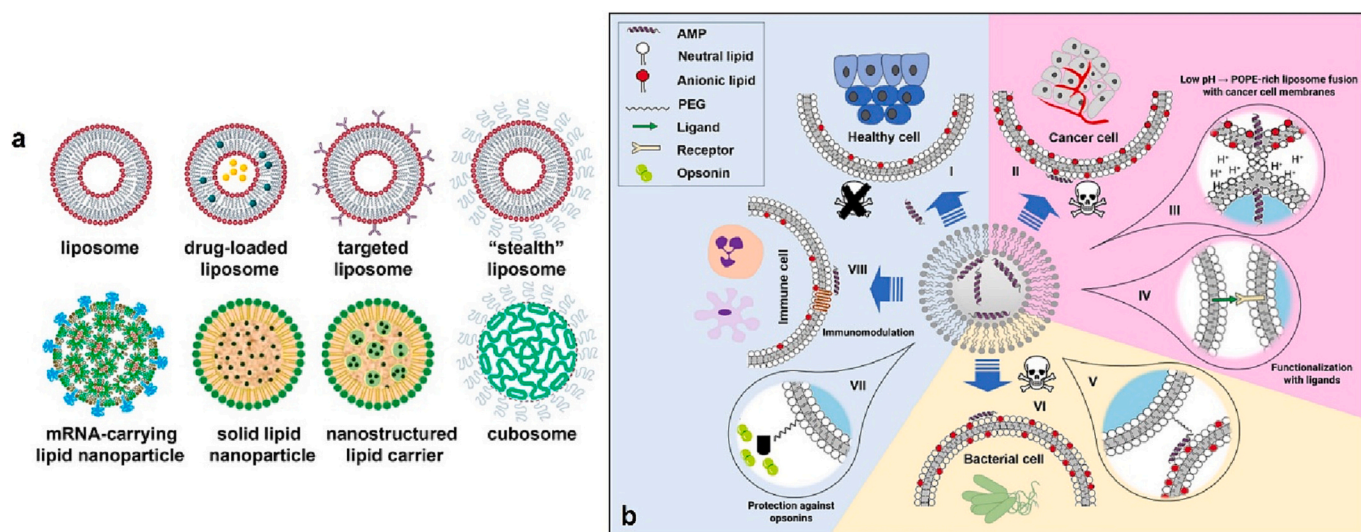 a
liposome
drug-loaded
liposome
targeted
liposome
“stealth”
liposome
mRNA-carrying
lipid nanoparticle
solid lipid
nanoparticle
nanostructured
lipid carrier
cubosome
b
AMP
Neutral lipid
Anionic lipid
PEG
Ligand
Receptor
Opsonin
Healthy cell
I
Cancer cell
II
Low pH → POPE-rich liposome fusion
with cancer cell membranes
H+
H+
H+
H+
H+
H+
III
IV
Functionalization
with ligands
V
VI
Bacterial cell
VII
Protection against
opsonins
VIII
Immune cell
Immunomodulation